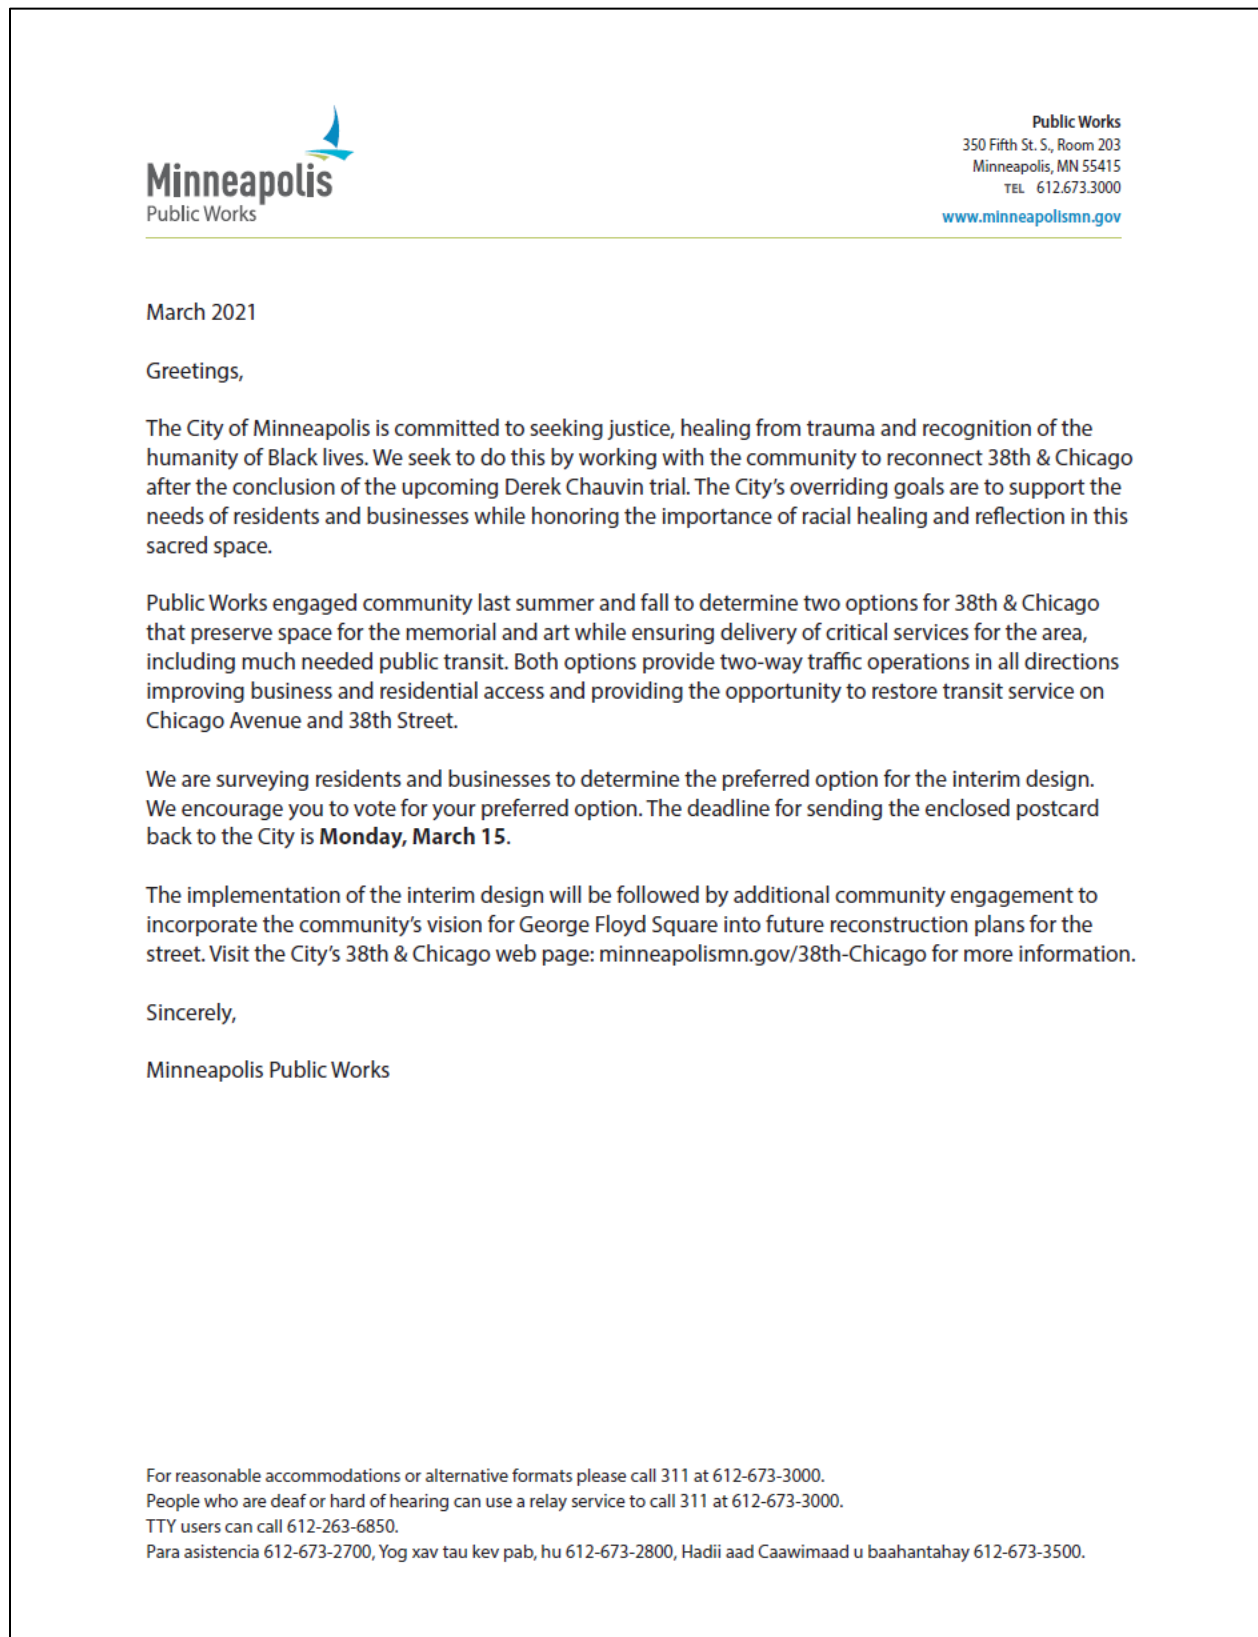 Minneapolis
Public Works
Public Works
350 Fifth St. S., Room 203
Minneapolis, MN 55415
TEL 612.673.3000
www.minneapolismn.gov
March 2021
Greetings,
The City of Minneapolis is committed to seeking justice, healing from trauma and recognition of the
humanity of Black lives. We seek to do this by working with the community to reconnect 38th & Chicago
after the conclusion of the upcoming Derek Chauvin trial. The City's overriding goals are to support the
needs of residents and businesses while honoring the importance of racial healing and reflection in this
sacred space.
Public Works engaged community last summer and fall to determine two options for 38th & Chicago
that preserve space for the memorial and art while ensuring delivery of critical services for the area,
including much needed public transit. Both options provide two-way traffic operations in all directions
improving business and residential access and providing the opportunity to restore transit service on
Chicago Avenue and 38th Street.
We are surveying residents and businesses to determine the preferred option for the interim design.
We encourage you to vote for your preferred option. The deadline for sending the enclosed postcard
back to the City is Monday, March 15.
The implementation of the interim design will be followed by additional community engagement to
incorporate the community's vision for George Floyd Square into future reconstruction plans for the
street. Visit the City's 38th & Chicago web page: minneapolismn.gov/38th-Chicago for more information.
Sincerely,
Minneapolis Public Works
For reasonable accommodations or alternative formats please call 311 at 612-673-3000.
People who are deaf or hard of hearing can use a relay service to call 311 at 612-673-3000.
TTY users can call 612-263-6850.
Para asistencia 612-673-2700, Yog xav tau kev pab, hu 612-673-2800, Hadii aad Caawimaad u baahantahay 612-673-3500.